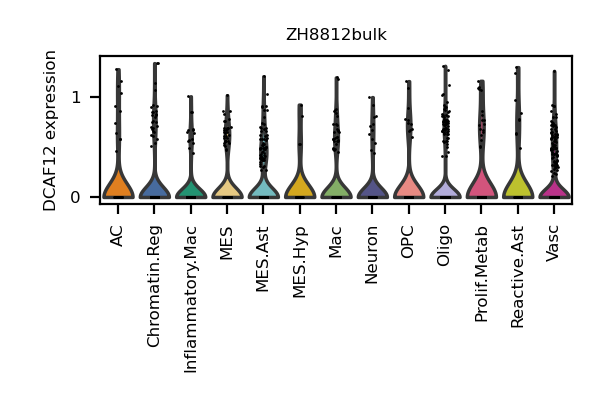 ZH8812bulk
DCAF12 expression
1
0
AC
Chromatin.Reg
Inflammatory.Mac
MES
MES.Ast
MES.Hyp
Mac
Neuron
OPC
Oligo
Prolif.Metab
Reactive.Ast
Vasc